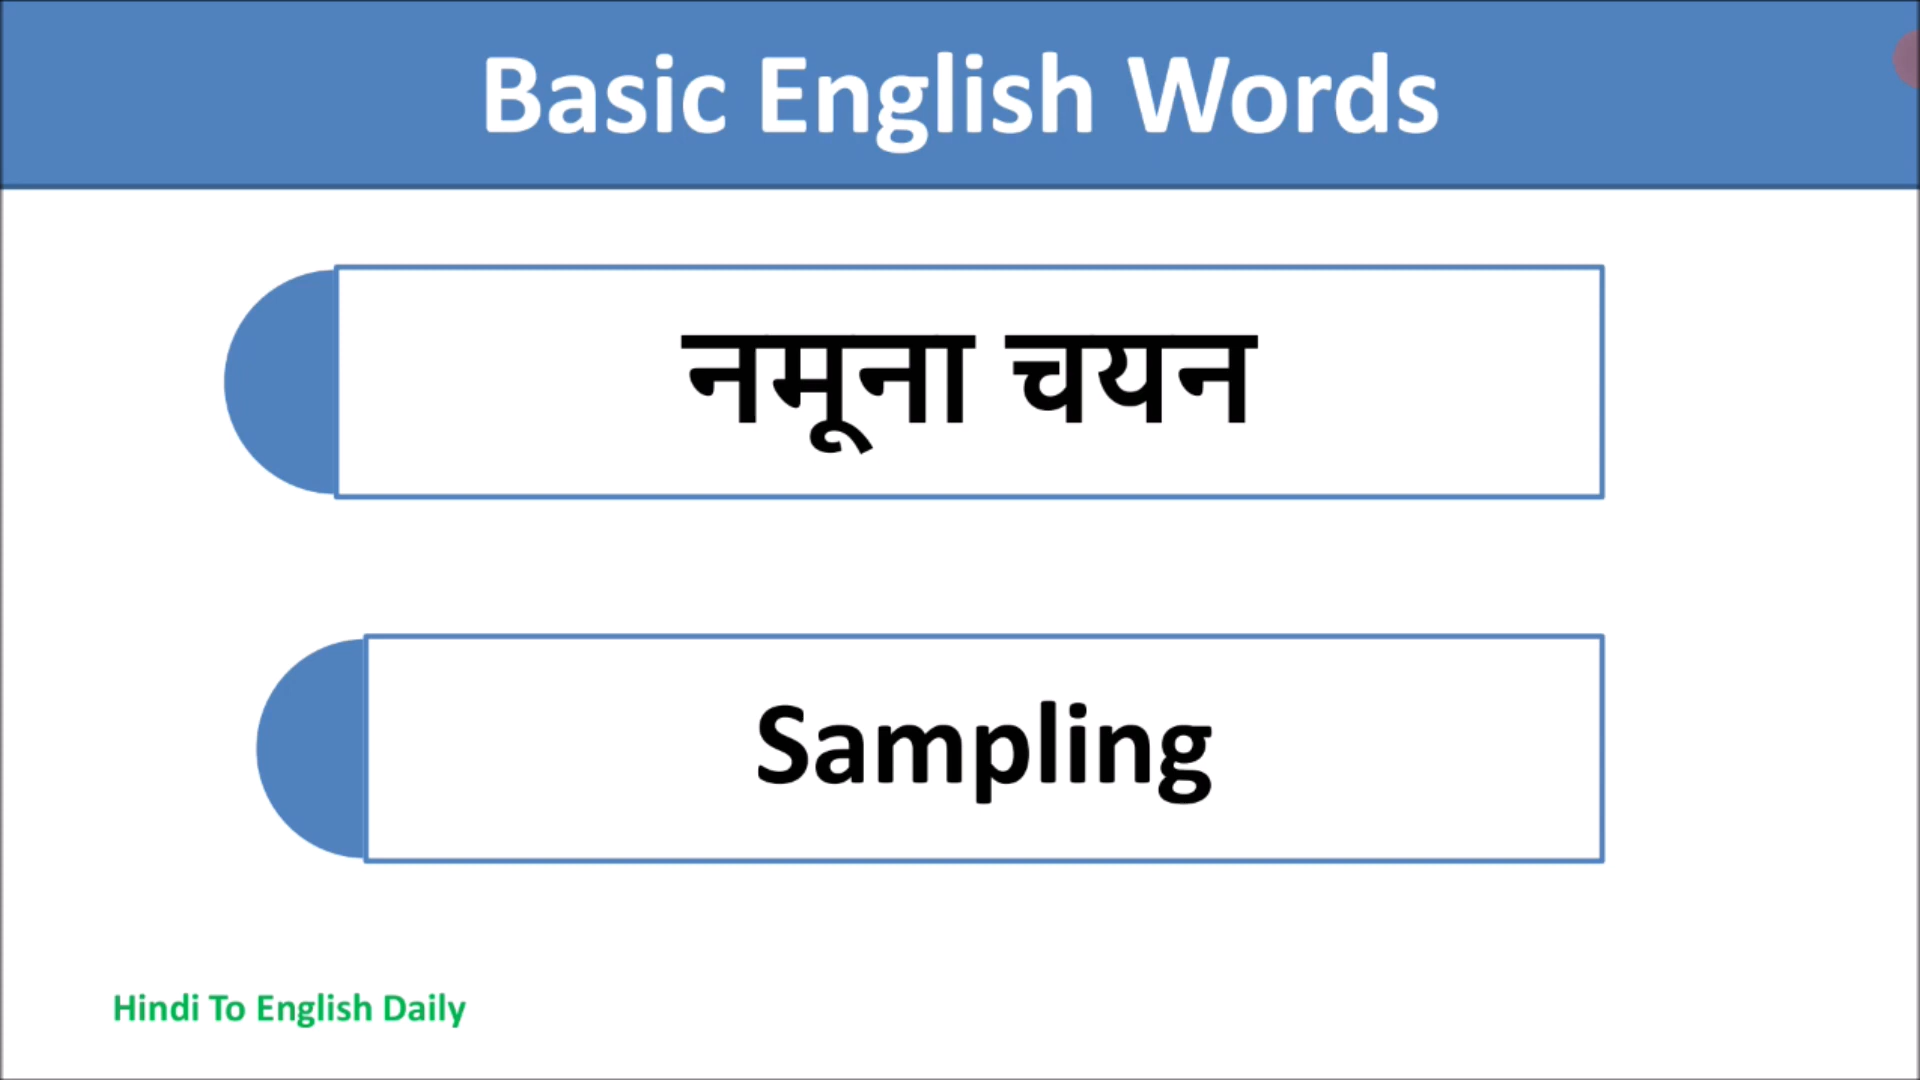 Basic English Words
नमूना चयन
Sampling
Hindi To English Daily